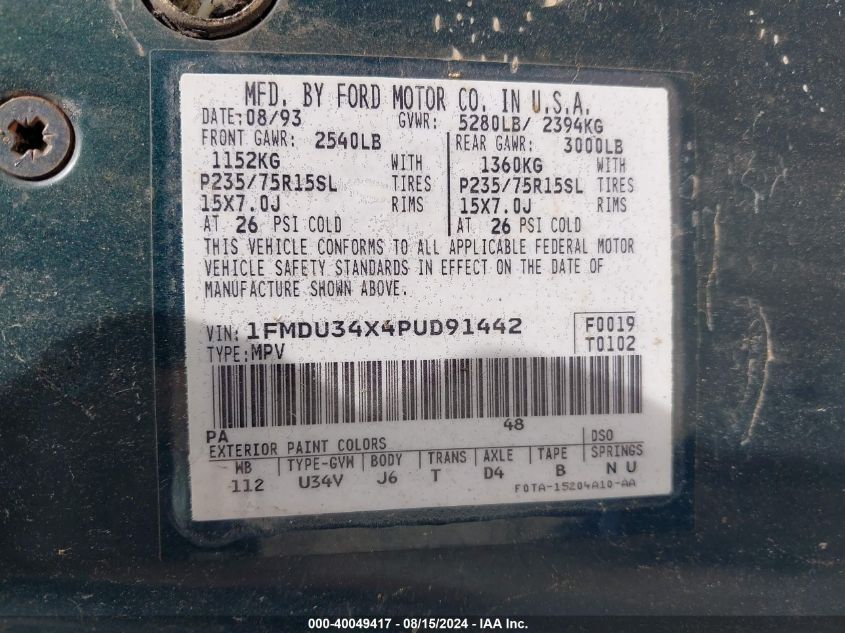 MFD. BY FORD MOTOR CO. IN U.S.A.
DATE: 08/93 GVWR: 5280LB/ 2394KG
FRONT GAWR: 2540LB REAR GAWR: 3000LB
1152KG WITH 1360KG WITH
P235/75R15SL TIRES P235/75R15SL TIRES
15X7.0J RIMS 15X7.0J RIMS
AT 26 PSI COLD AT 26 PSI COLD
THIS VEHICLE CONFORMS TO ALL APPLICABLE FEDERAL MOTOR
VEHICLE SAFETY STANDARDS IN EFFECT ON THE DATE OF
MANUFACTURE SHOWN ABOVE.
VIN: 1FMDU34X4PUD91442 F0019
TYPE: MPV T0102
PA 48
EXTERIOR PAINT COLORS DSO
WB TYPE-GVW BODY TRANS AXLE TAPE SPRINGS
112 U34V J6 T D4 B N U
F0TA-15204A10-AA
000-40049417 - 08/15/2024 - IAA Inc.